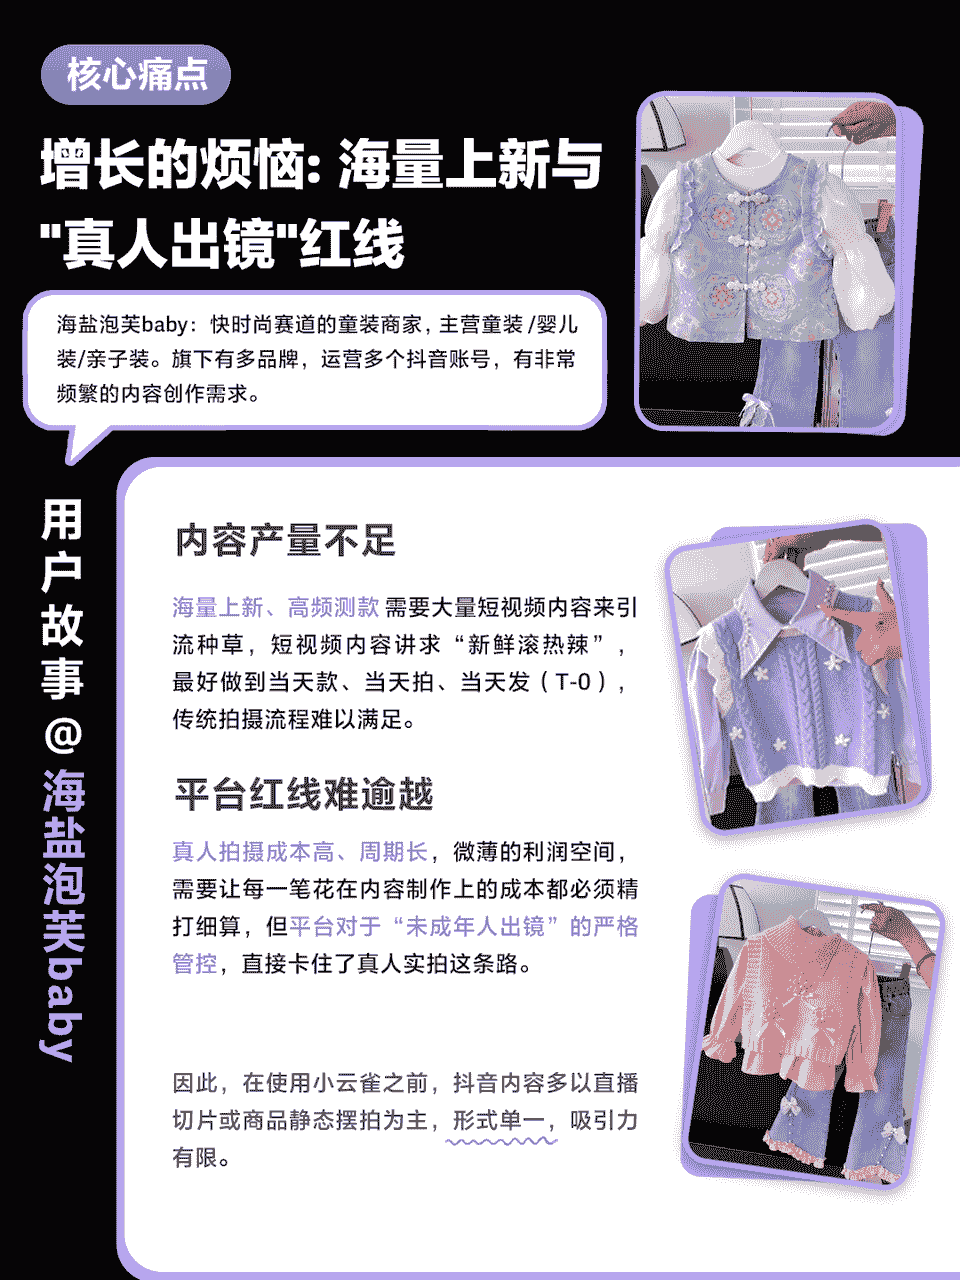 核心痛点
增长的烦恼: 海量上新与
"真人出镜"红线
海盐泡芙baby：快时尚赛道的童装商家, 主营童装/婴儿
装/亲子装。旗下有多品牌，运营多个抖音账号，有非常
频繁的内容创作需求。
用户故事@海盐泡芙baby
内容产量不足
海量上新、高频测款需要大量短视频内容来引
流种草，短视频内容讲求“新鲜滚热辣”，
最好做到当天款、当天拍、当天发（T-0），
传统拍摄流程难以满足。
平台红线难逾越
真人拍摄成本高、周期长，微薄的利润空间，
需要让每一笔花在内容制作上的成本都必须精
打细算，但平台对于“未成年人出镜”的严格
管控，直接卡住了真人实拍这条路。
因此，在使用小云雀之前，抖音内容多以直播
切片或商品静态摆拍为主，形式单一，吸引力
有限。